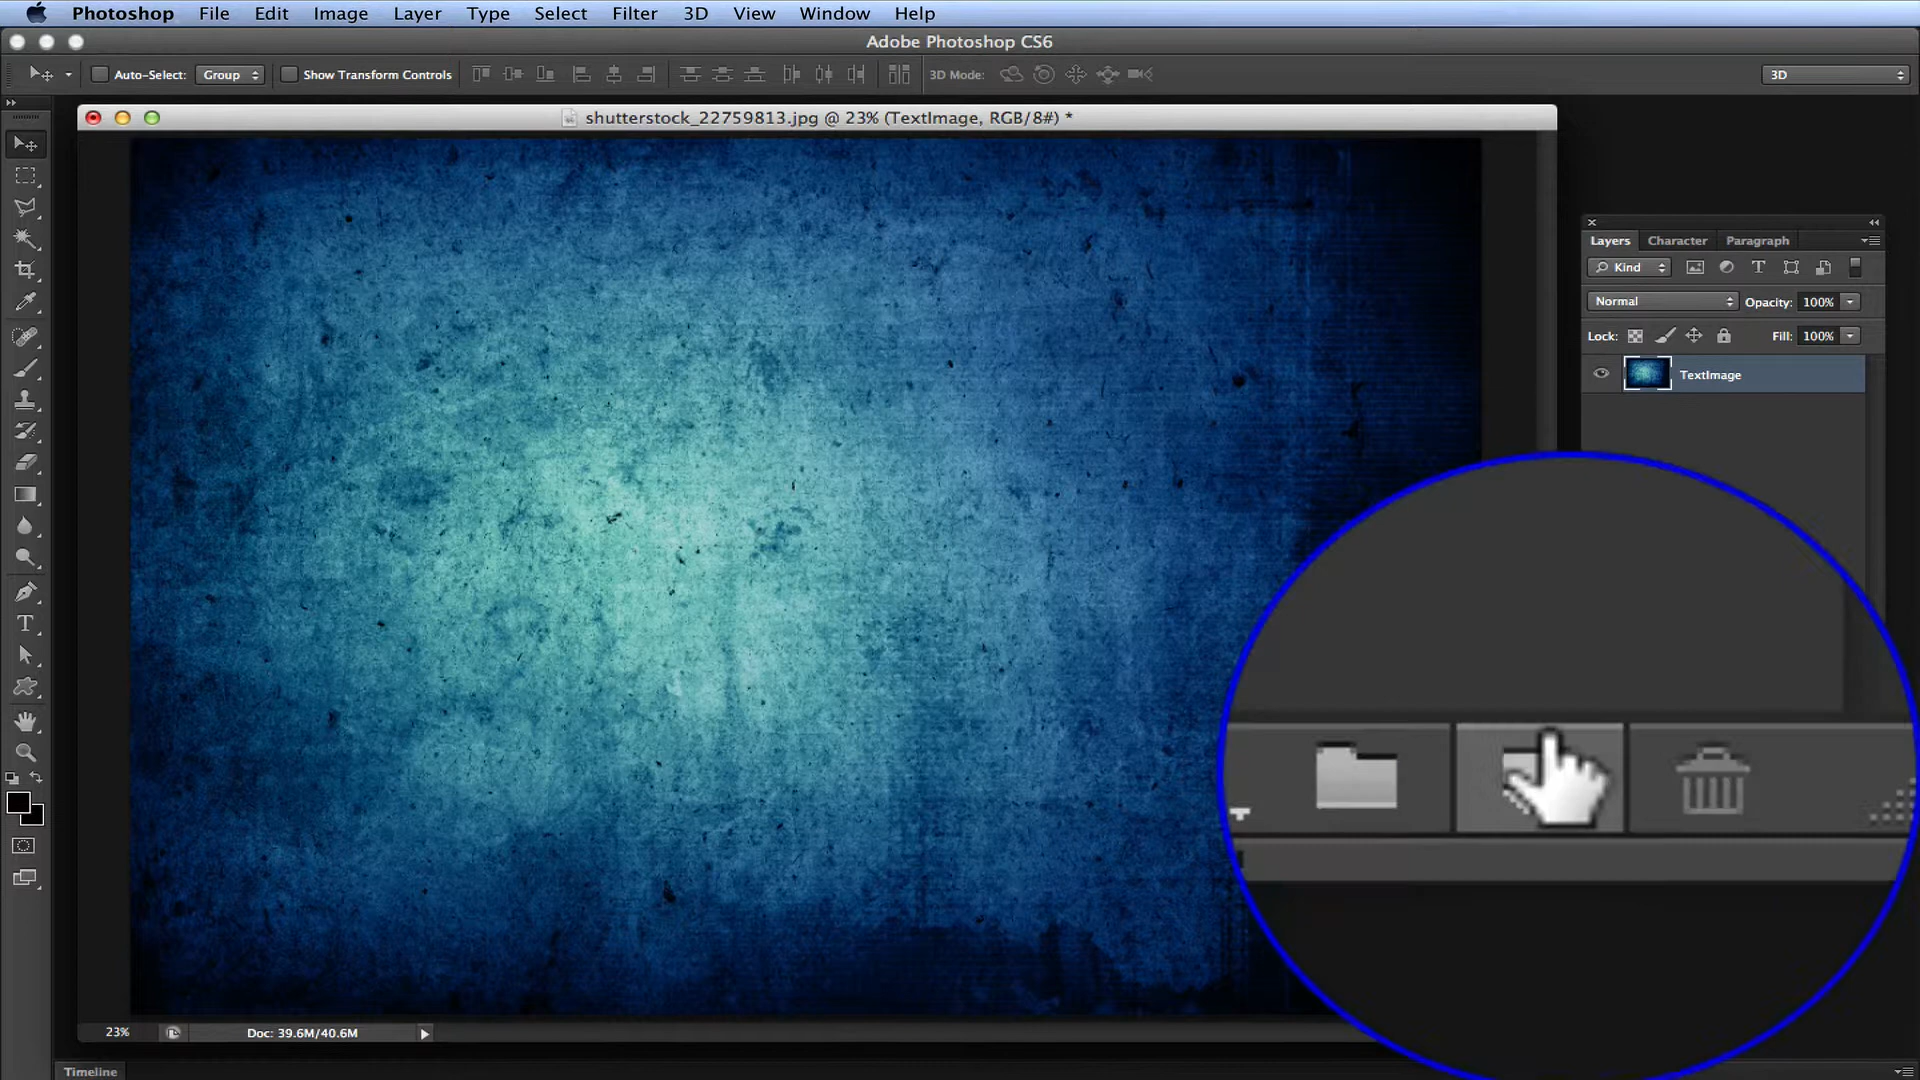 Photoshop File Edit Image Layer Type Select Filter 3D View Window Help
Adobe Photoshop CS6
Auto-Select: Group Show Transform Controls 3D Mode: 3D
shutterstock_22759813.jpg @ 23% (TextImage, RGB/8#) *
Layers Character Paragraph
Kind
Normal Opacity: 100%
Lock: Fill: 100%
TextImage
23% Doc: 39.6M/40.6M
Timeline